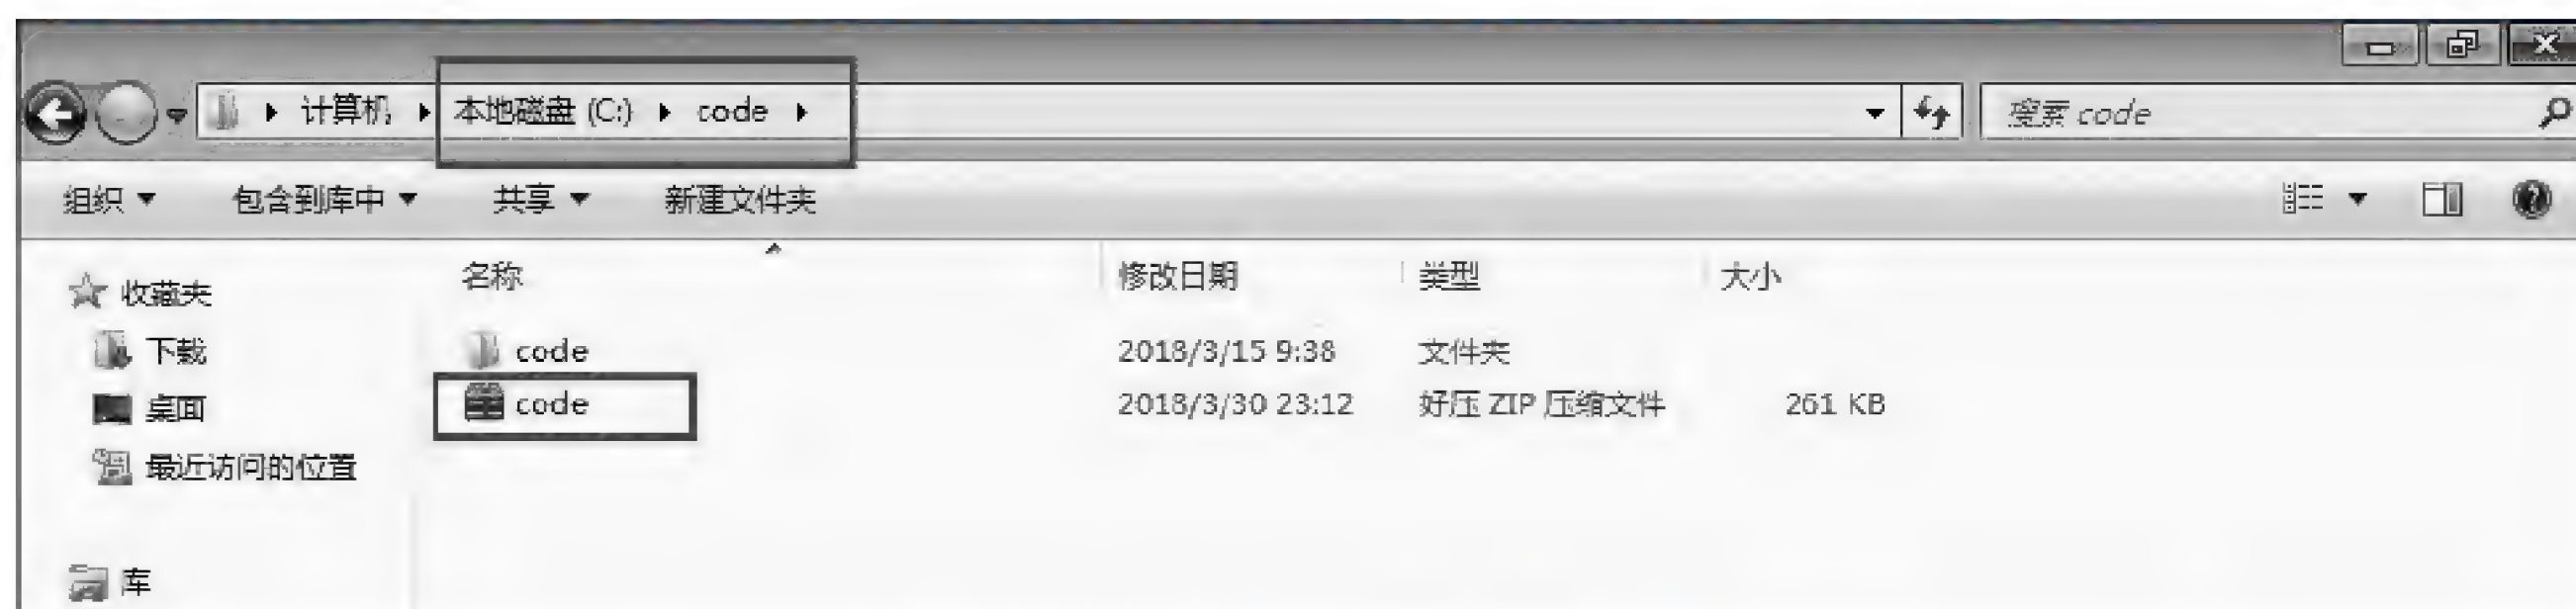 计算机 本地磁盘 (C:) code 搜索 code
组织 包含到库中 共享 新建文件夹
名称 修改日期 类型 大小
收藏夹
下载 code 2018/3/15 9:38 文件夹
桌面 code 2018/3/30 23:12 好压 ZIP 压缩文件 261 KB
最近访问的位置
库